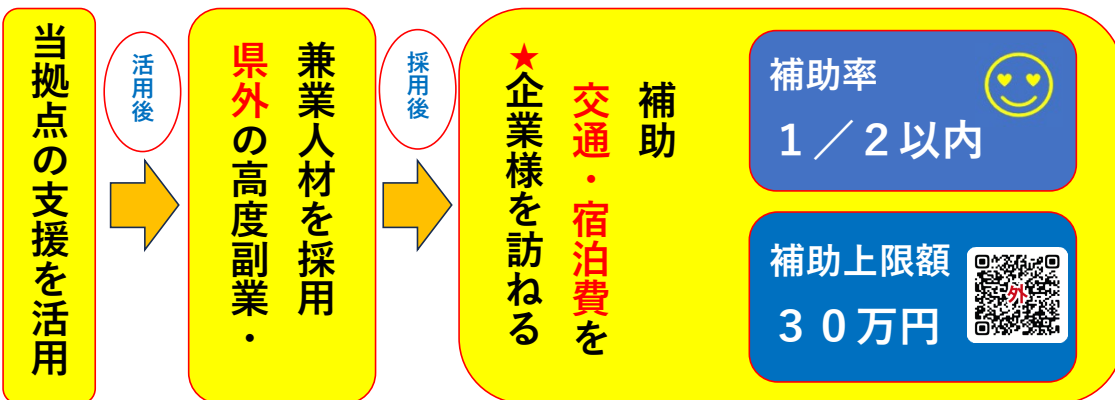 当拠点の支援を活用
活用後
県外の高度副業・
兼業人材を採用
採用後
★企業様を訪ねる
交通・宿泊費を
補助
補助率
１／２以内
補助上限額
３０万円
外